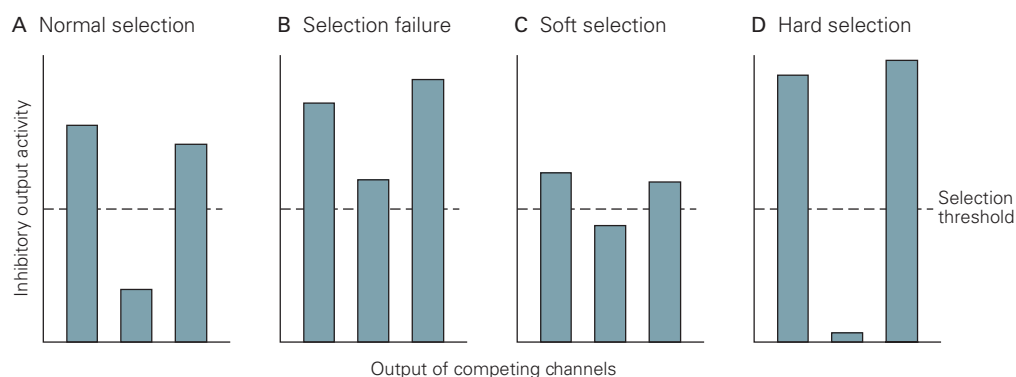 A Normal selection
B Selection failure
C Soft selection
D Hard selection
Inhibitory output activity
Selection
threshold
Output of competing channels